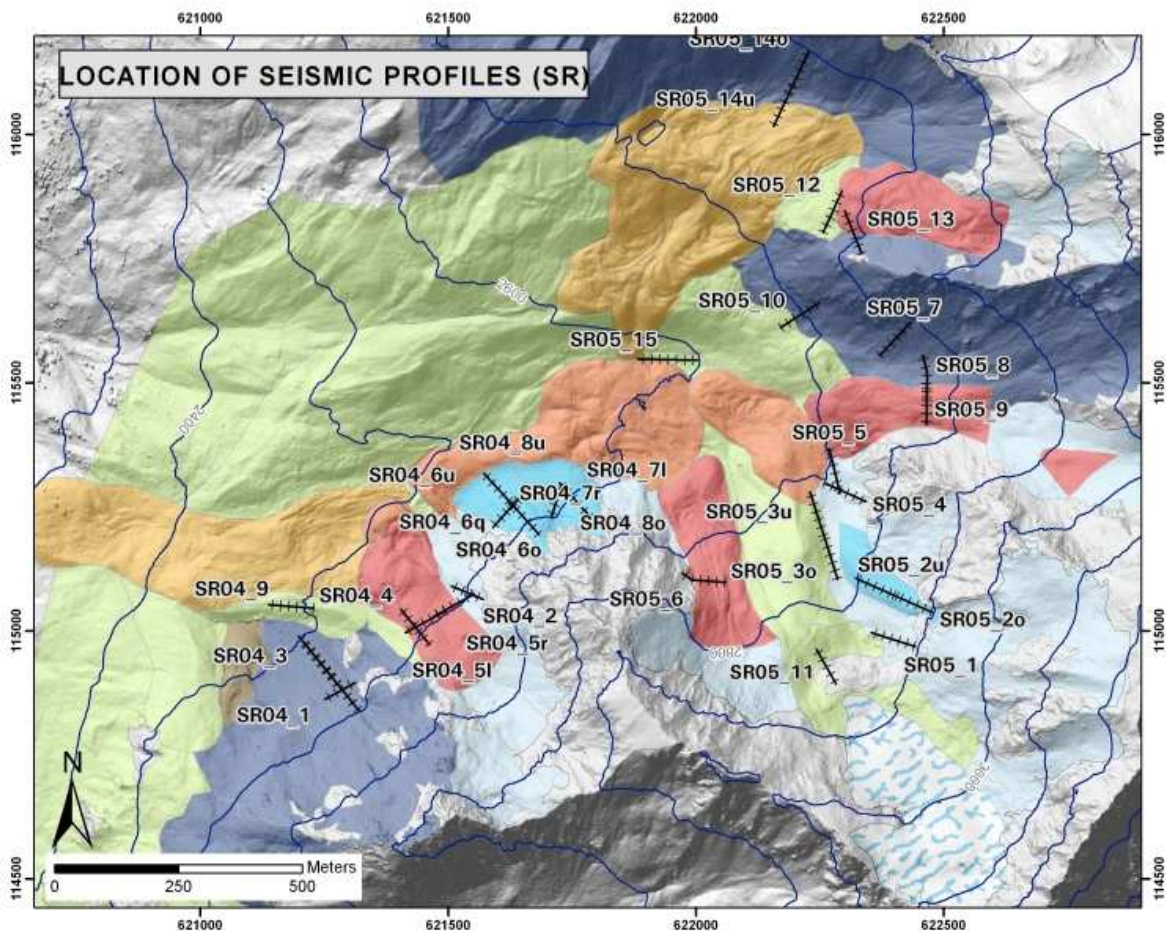 621000 621500 622000 622500
LOCATION OF SEISMIC PROFILES (SR)
SR05_14o
SR05_14u
116000 116000
SR05_12
SR05_13
2600
SR05_10
SR05_7
SR05_15
SR05_8
115500 115500
SR05_9
2400
SR05_5
SR04_8u
SR04_6u
SR04_7l
SR04_7r
SR05_4
SR05_3u
SR04_6q
SR04_8o
SR04_6o
SR05_2u
SR05_3o
SR04_9
SR04_4
SR05_6
SR04_2
SR05_2o
115000 115000
SR04_5r
SR04_3
2800
SR05_1
SR04_5l
SR05_11
SR04_1
N
3000
Meters
0 250 500
114500 114500
621000 621500 622000 622500